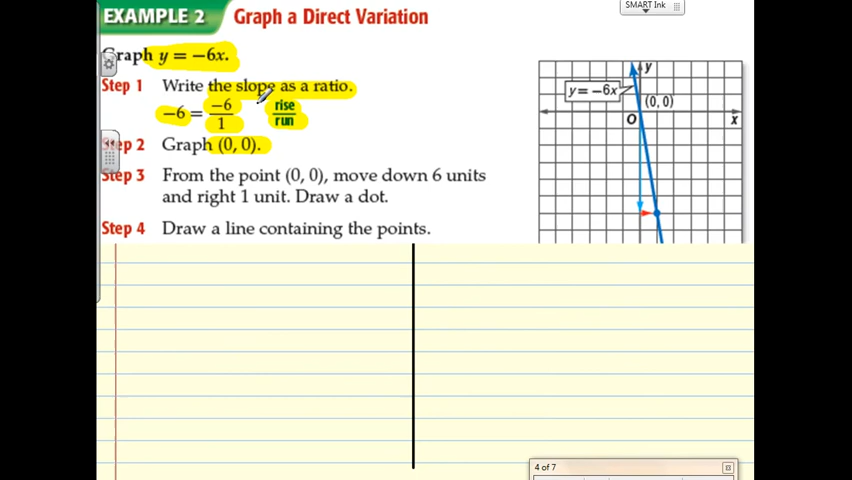 SMART Ink
EXAMPLE 2 Graph a Direct Variation
Graph y = −6x.
Step 1 Write the slope as a ratio.
−6 = −6/1 rise/run
Step 2 Graph (0, 0).
Step 3 From the point (0, 0), move down 6 units
and right 1 unit. Draw a dot.
Step 4 Draw a line containing the points.
y
y = −6x
(0, 0)
O
x
4 of 7